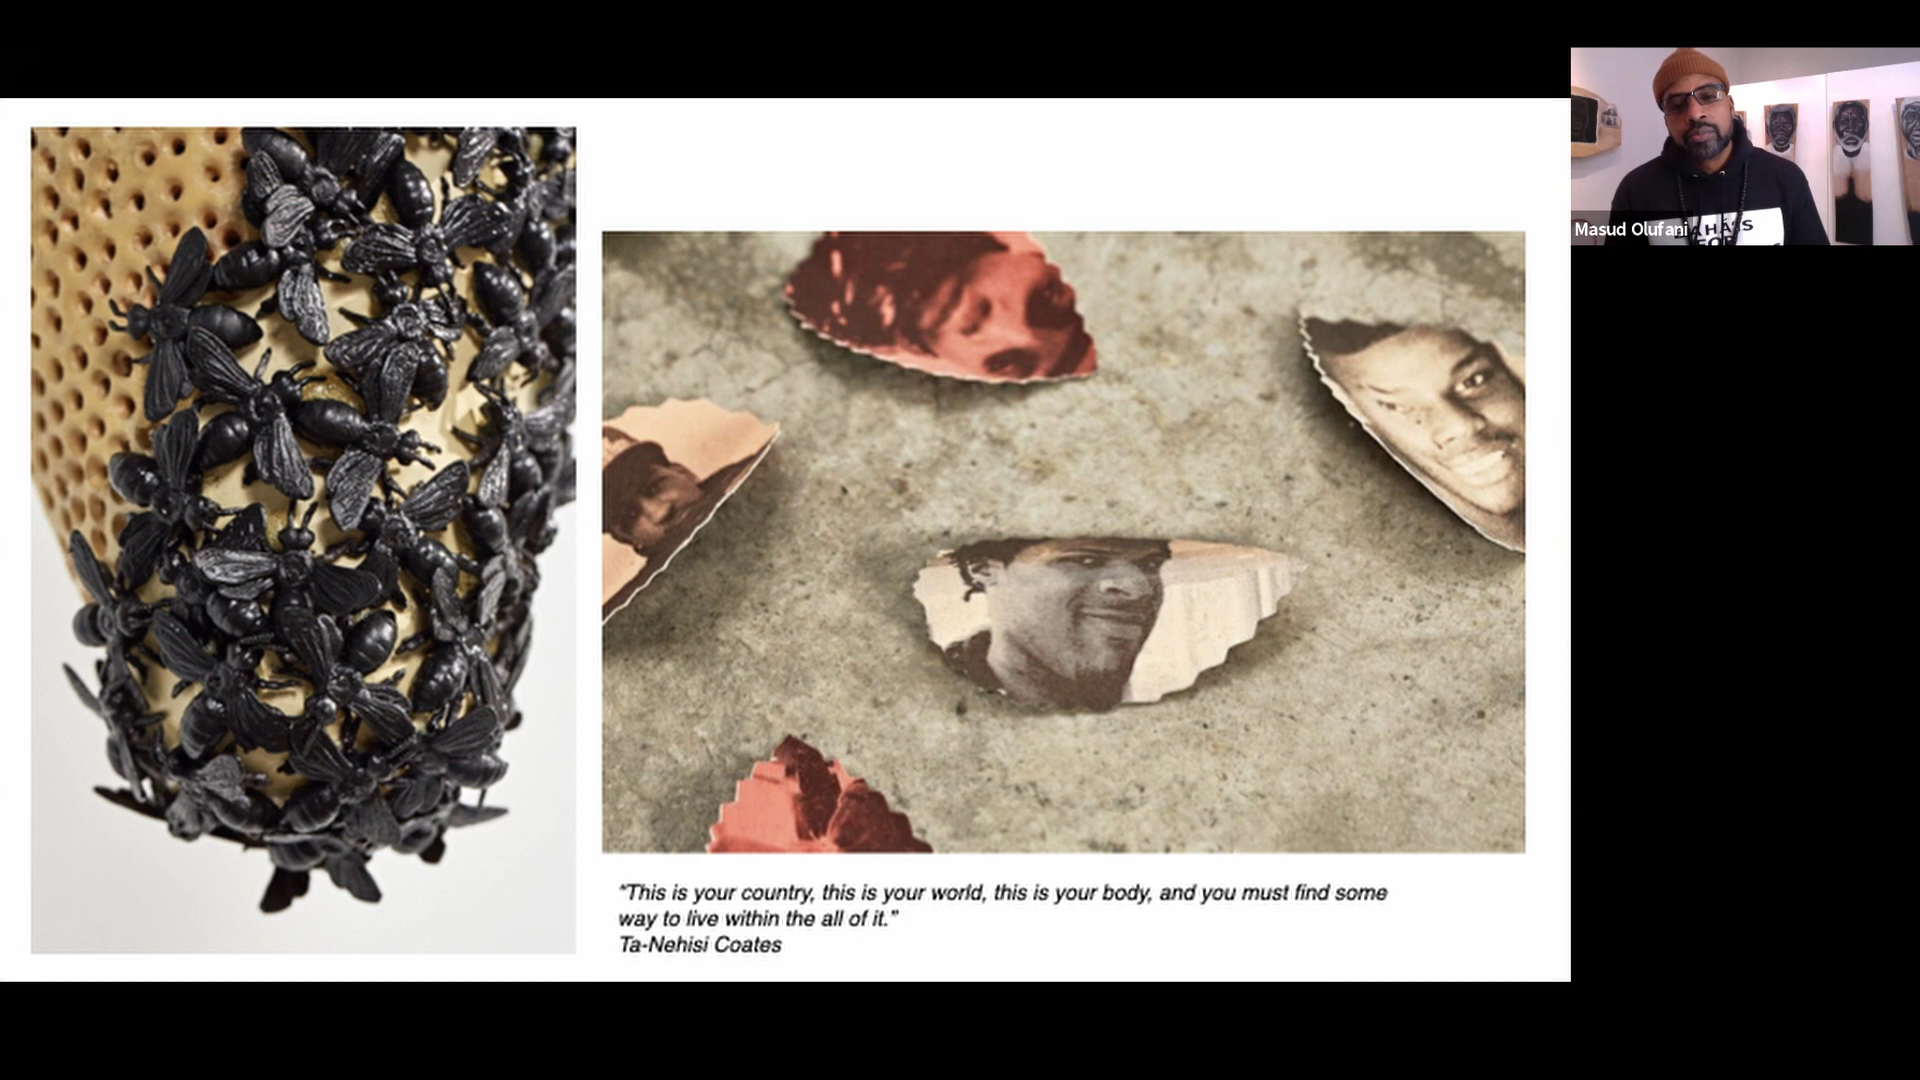 Masud Olufani
"This is your country, this is your world, this is your body, and you must find some
way to live within the all of it."
Ta-Nehisi Coates